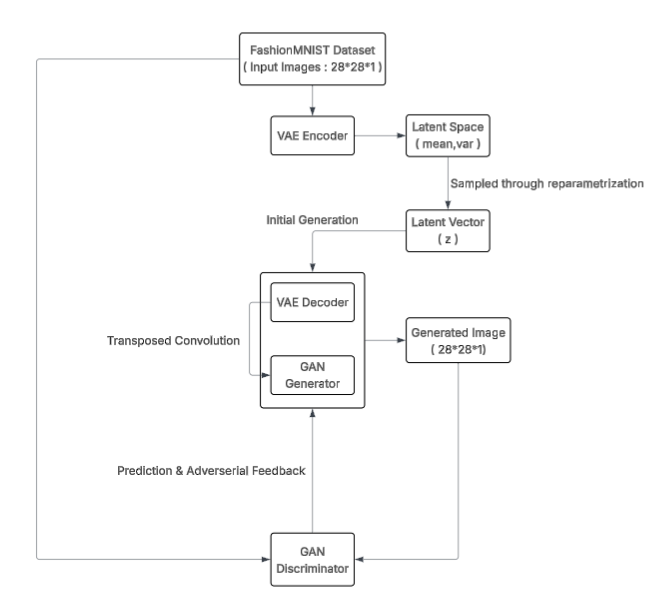 FashionMNIST Dataset
( Input Images : 28*28*1 )
VAE Encoder
Latent Space
( mean,var )
Sampled through reparametrization
Latent Vector
( z )
Initial Generation
VAE Decoder
Transposed Convolution
GAN
Generator
Generated Image
( 28*28*1)
Prediction & Adverserial Feedback
GAN
Discriminator